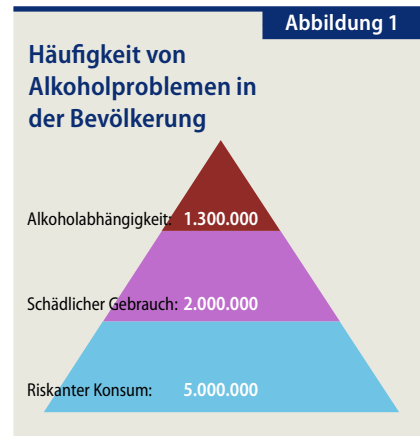 Abbildung 1
Häufigkeit von
Alkoholproblemen in
der Bevölkerung
Alkoholabhängigkeit: 1.300.000
Schädlicher Gebrauch: 2.000.000
Riskanter Konsum: 5.000.000